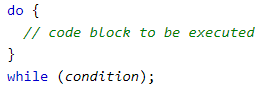 do {
  // code block to be executed
}
while (condition);